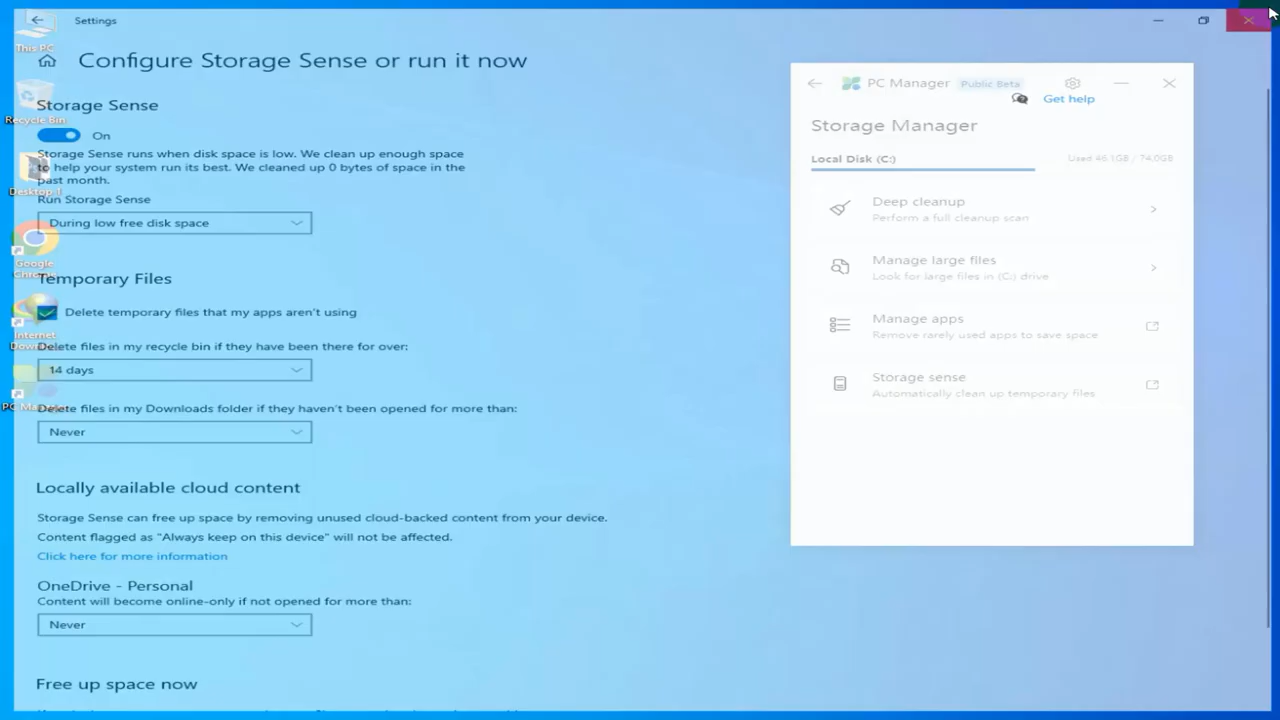 Settings
Configure Storage Sense or run it now
Storage Sense
On
Storage Sense runs when disk space is low. We clean up enough space
to help your system run its best. We cleaned up 0 bytes of space in the
past month.
Run Storage Sense
During low free disk space
Temporary Files
Delete temporary files that my apps aren't using
Delete files in my recycle bin if they have been there for over:
14 days
Delete files in my Downloads folder if they haven't been opened for more than:
Never
Locally available cloud content
Storage Sense can free up space by removing unused cloud-backed content from your device.
Content flagged as "Always keep on this device" will not be affected.
Click here for more information
OneDrive - Personal
Content will become online-only if not opened for more than:
Never
Free up space now
This PC
Recycle Bin
Google
Internet
PC Manager Public Beta
Get help
Storage Manager
Local Disk (C:)
Used 46.1GB / 74.0GB
Deep cleanup
Perform a full cleanup scan
Manage large files
Look for large files in (C:) drive
Manage apps
Remove rarely used apps to save space
Storage sense
Automatically clean up temporary files